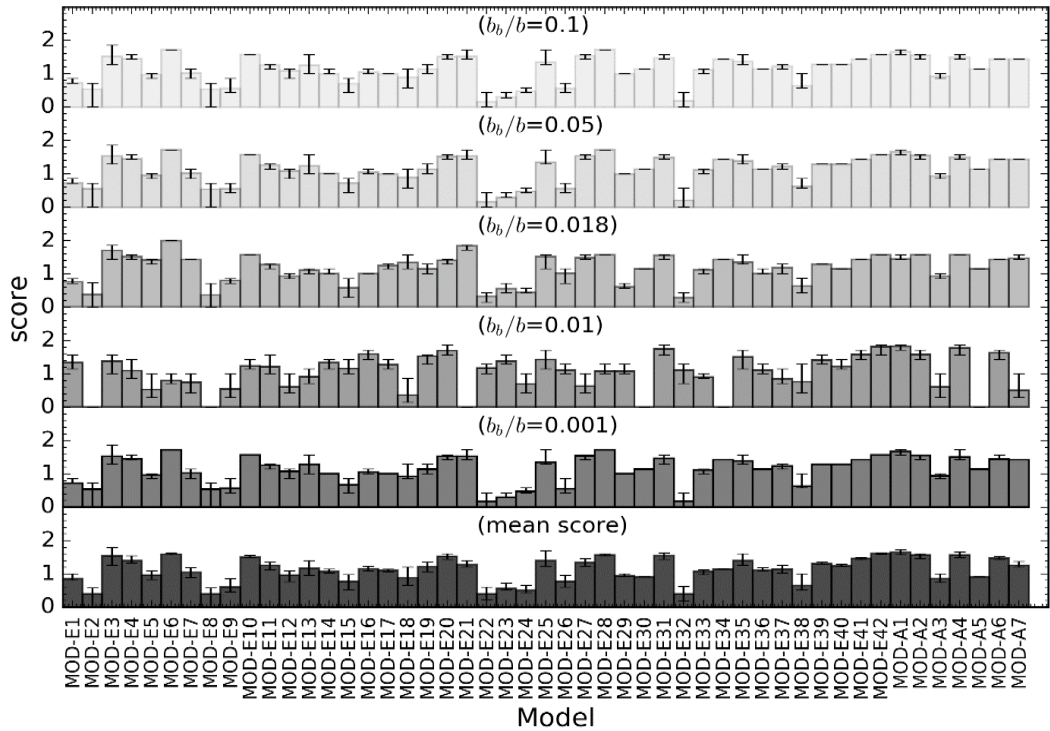 (b_b/b=0.1)
2
1
0
(b_b/b=0.05)
2
1
0
(b_b/b=0.018)
2
1
0
(b_b/b=0.01)
2
1
0
(b_b/b=0.001)
2
1
0
(mean score)
2
1
0
score
MOD-E1
MOD-E2
MOD-E3
MOD-E4
MOD-E5
MOD-E6
MOD-E7
MOD-E8
MOD-E9
MOD-E10
MOD-E11
MOD-E12
MOD-E13
MOD-E14
MOD-E15
MOD-E16
MOD-E17
MOD-E18
MOD-E19
MOD-E20
MOD-E21
MOD-E22
MOD-E23
MOD-E24
MOD-E25
MOD-E26
MOD-E27
MOD-E28
MOD-E29
MOD-E30
MOD-E31
MOD-E32
MOD-E33
MOD-E34
MOD-E35
MOD-E36
MOD-E37
MOD-E38
MOD-E39
MOD-E40
MOD-E41
MOD-E42
MOD-A1
MOD-A2
MOD-A3
MOD-A4
MOD-A5
MOD-A6
MOD-A7
Model